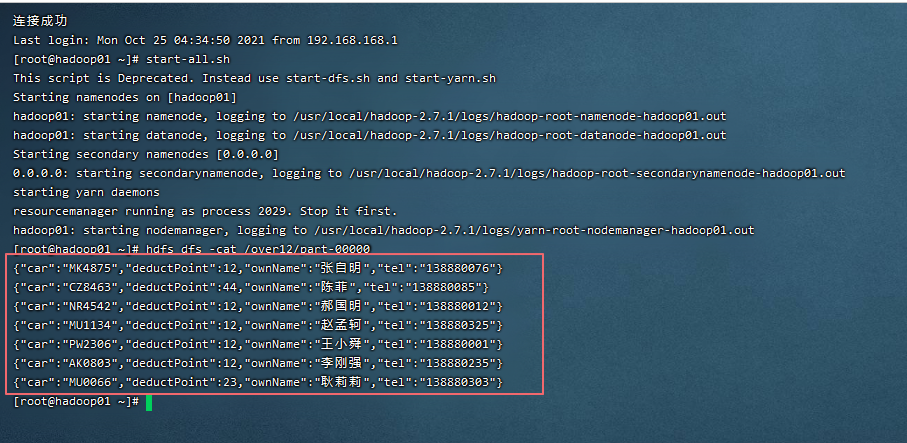 连接成功
Last login: Mon Oct 25 04:34:50 2021 from 192.168.168.1
[root@hadoop01 ~]# start-all.sh
This script is Deprecated. Instead use start-dfs.sh and start-yarn.sh
Starting namenodes on [hadoop01]
hadoop01: starting namenode, logging to /usr/local/hadoop-2.7.1/logs/hadoop-root-namenode-hadoop01.out
hadoop01: starting datanode, logging to /usr/local/hadoop-2.7.1/logs/hadoop-root-datanode-hadoop01.out
Starting secondary namenodes [0.0.0.0]
0.0.0.0: starting secondarynamenode, logging to /usr/local/hadoop-2.7.1/logs/hadoop-root-secondarynamenode-hadoop01.out
starting yarn daemons
resourcemanager running as process 2029. Stop it first.
hadoop01: starting nodemanager, logging to /usr/local/hadoop-2.7.1/logs/yarn-root-nodemanager-hadoop01.out
[root@hadoop01 ~]# hdfs dfs -cat /over12/part-00000
{"car":"MK4875","deductPoint":12,"ownName":"张自明","tel":"138880076"}
{"car":"CZ8463","deductPoint":44,"ownName":"陈菲","tel":"138880085"}
{"car":"NR4542","deductPoint":12,"ownName":"郝国明","tel":"138880012"}
{"car":"MU1134","deductPoint":12,"ownName":"赵孟轲","tel":"138880325"}
{"car":"PW2306","deductPoint":12,"ownName":"王小舜","tel":"138880001"}
{"car":"AK0803","deductPoint":12,"ownName":"李刚强","tel":"138880235"}
{"car":"MU0066","deductPoint":23,"ownName":"耿莉莉","tel":"138880303"}
[root@hadoop01 ~]#